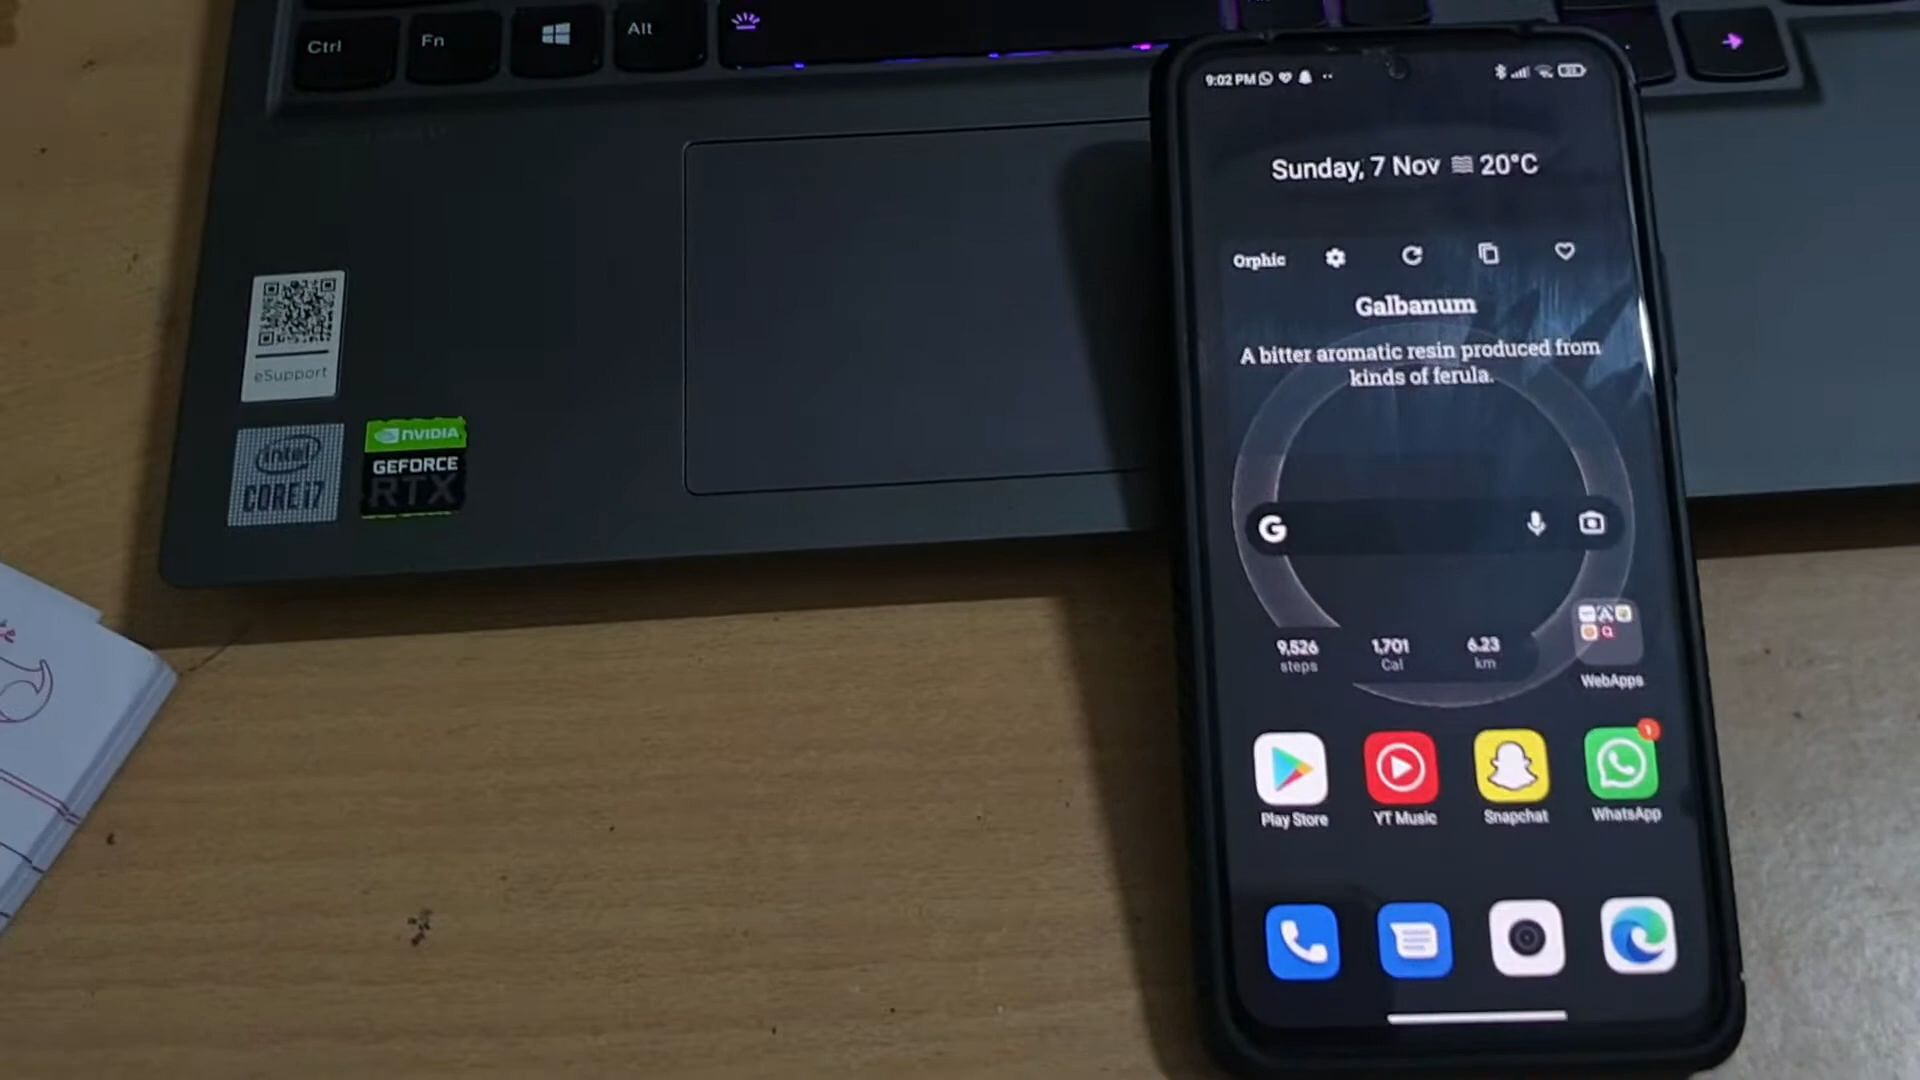 Ctrl
Fn
Alt
9:02 PM
Sunday, 7 Nov 20°C
Orphic
Galbanum
A bitter aromatic resin produced from
kinds of ferula.
eSupport
intel
CORE i7
NVIDIA
GEFORCE
RTX
G
9,526 1,701 6.23
steps Cal km
WebApps
1
Play Store YT Music Snapchat WhatsApp